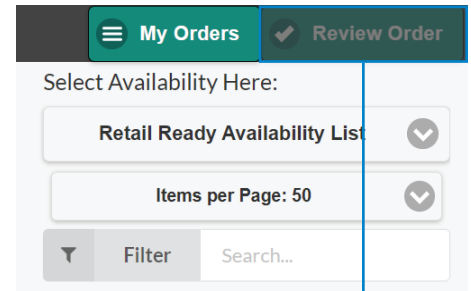 My Orders Review Order
Select Availability Here:
Retail Ready Availability List
Items per Page: 50
Filter Search...